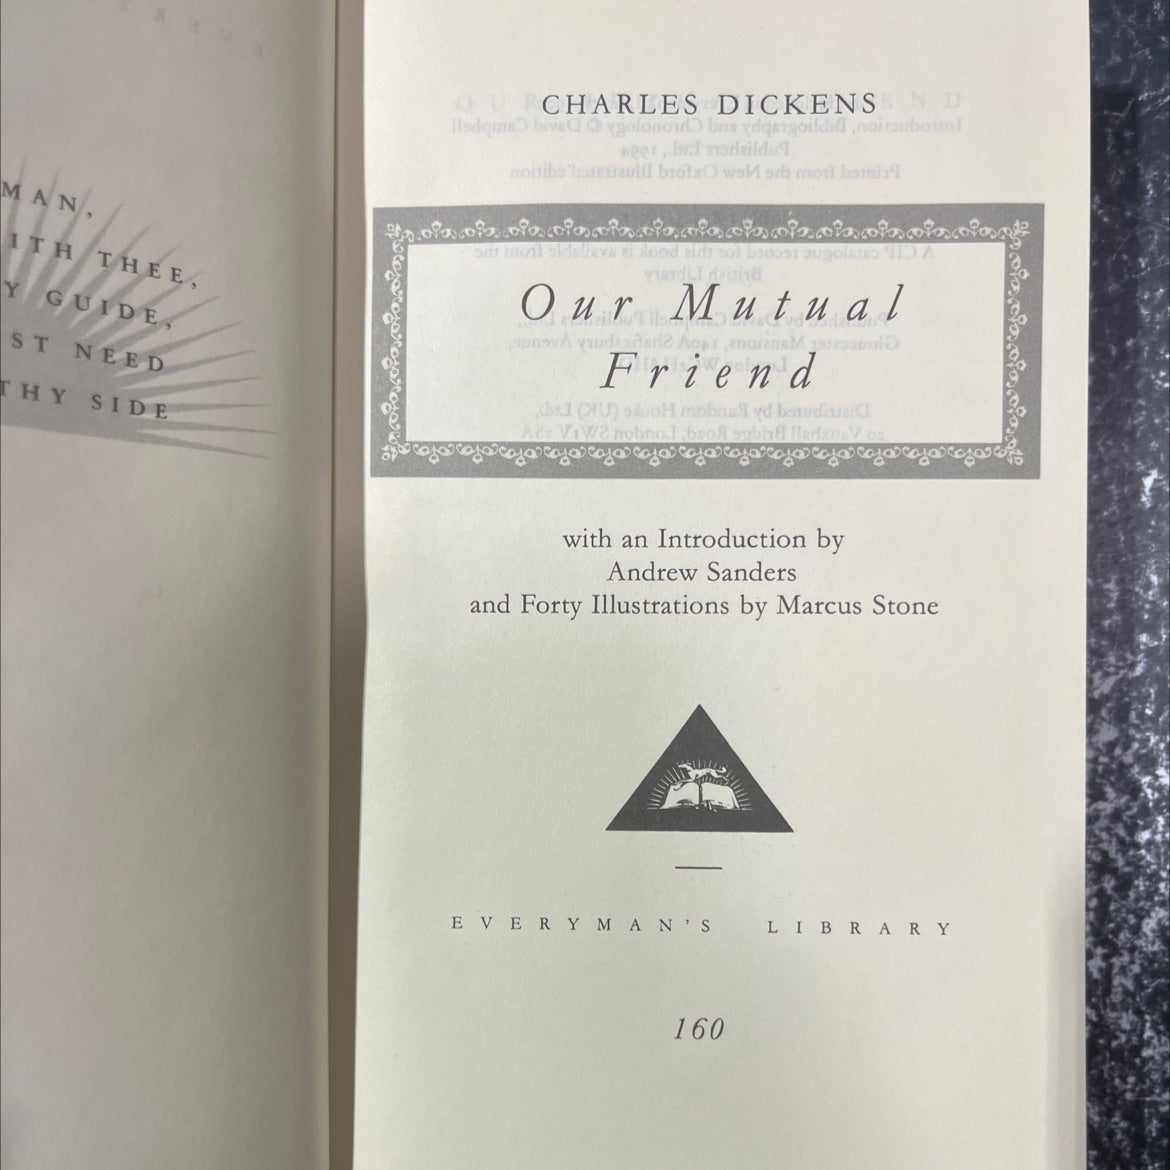 MAN,
ITH THEE,
Y GUIDE,
ST NEED
THY SIDE
CHARLES DICKENS
Our Mutual
Friend
with an Introduction by
Andrew Sanders
and Forty Illustrations by Marcus Stone
EVERYMAN'S LIBRARY
160